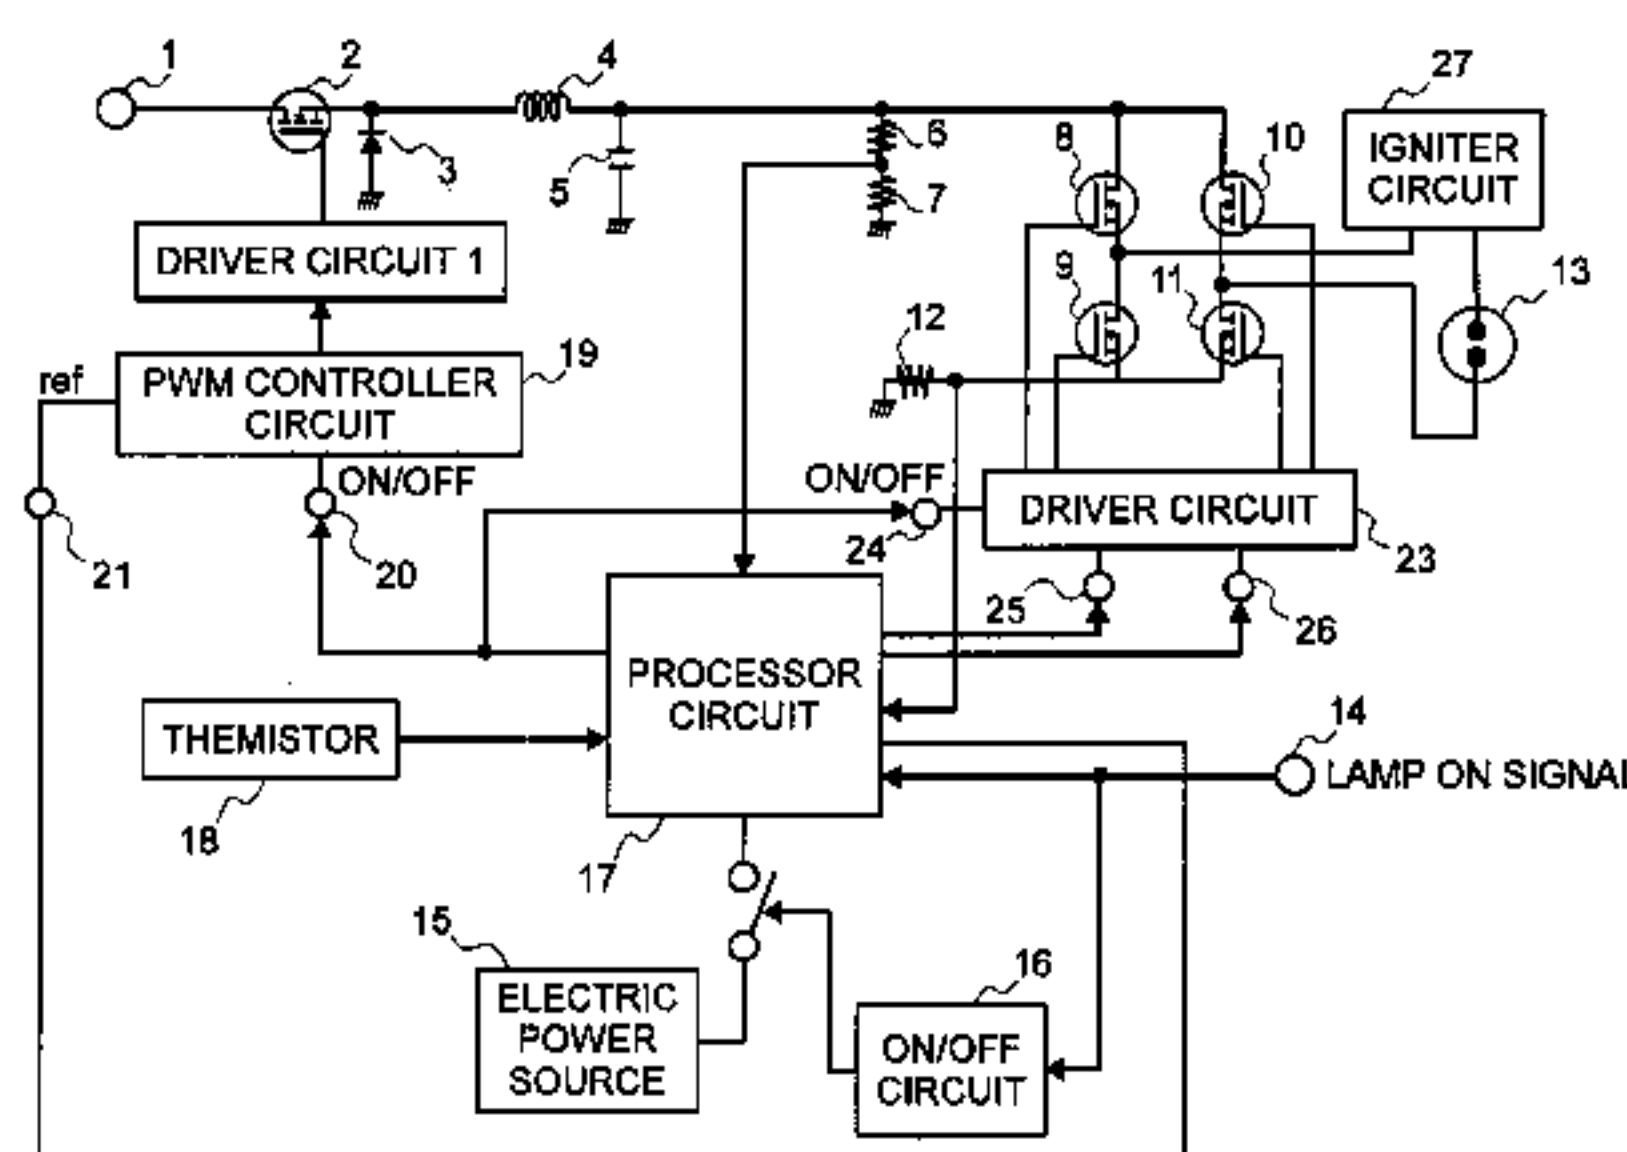 1
2
4
27
3
5
6
7
8
10
IGNITER
CIRCUIT
DRIVER CIRCUIT 1
9
11
13
12
19
ref
PWM CONTROLLER
CIRCUIT
ON/OFF
ON/OFF
DRIVER CIRCUIT
21
20
24
23
25
26
PROCESSOR
CIRCUIT
THEMISTOR
14
LAMP ON SIGNAL
18
17
15
16
ELECTRIC
POWER
SOURCE
ON/OFF
CIRCUIT